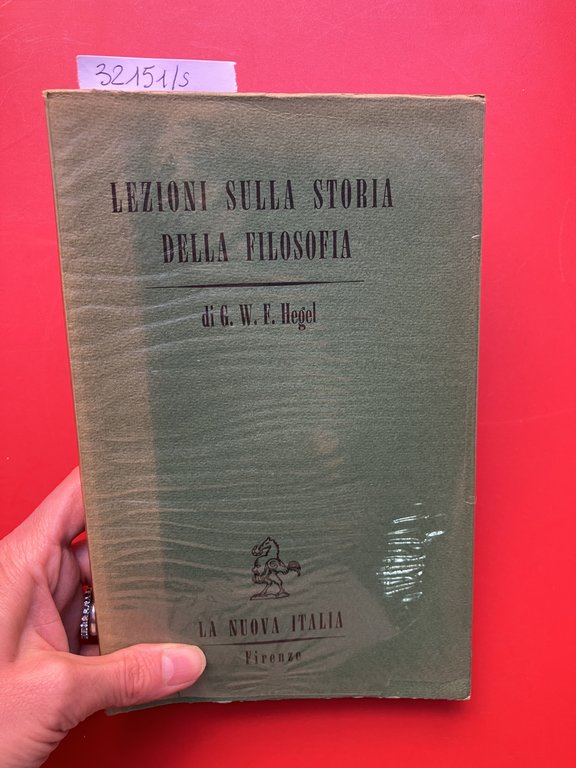 32151/s
LEZIONI SULLA STORIA
DELLA FILOSOFIA
di G. W. F. Hegel
LA NUOVA ITALIA
Firenze